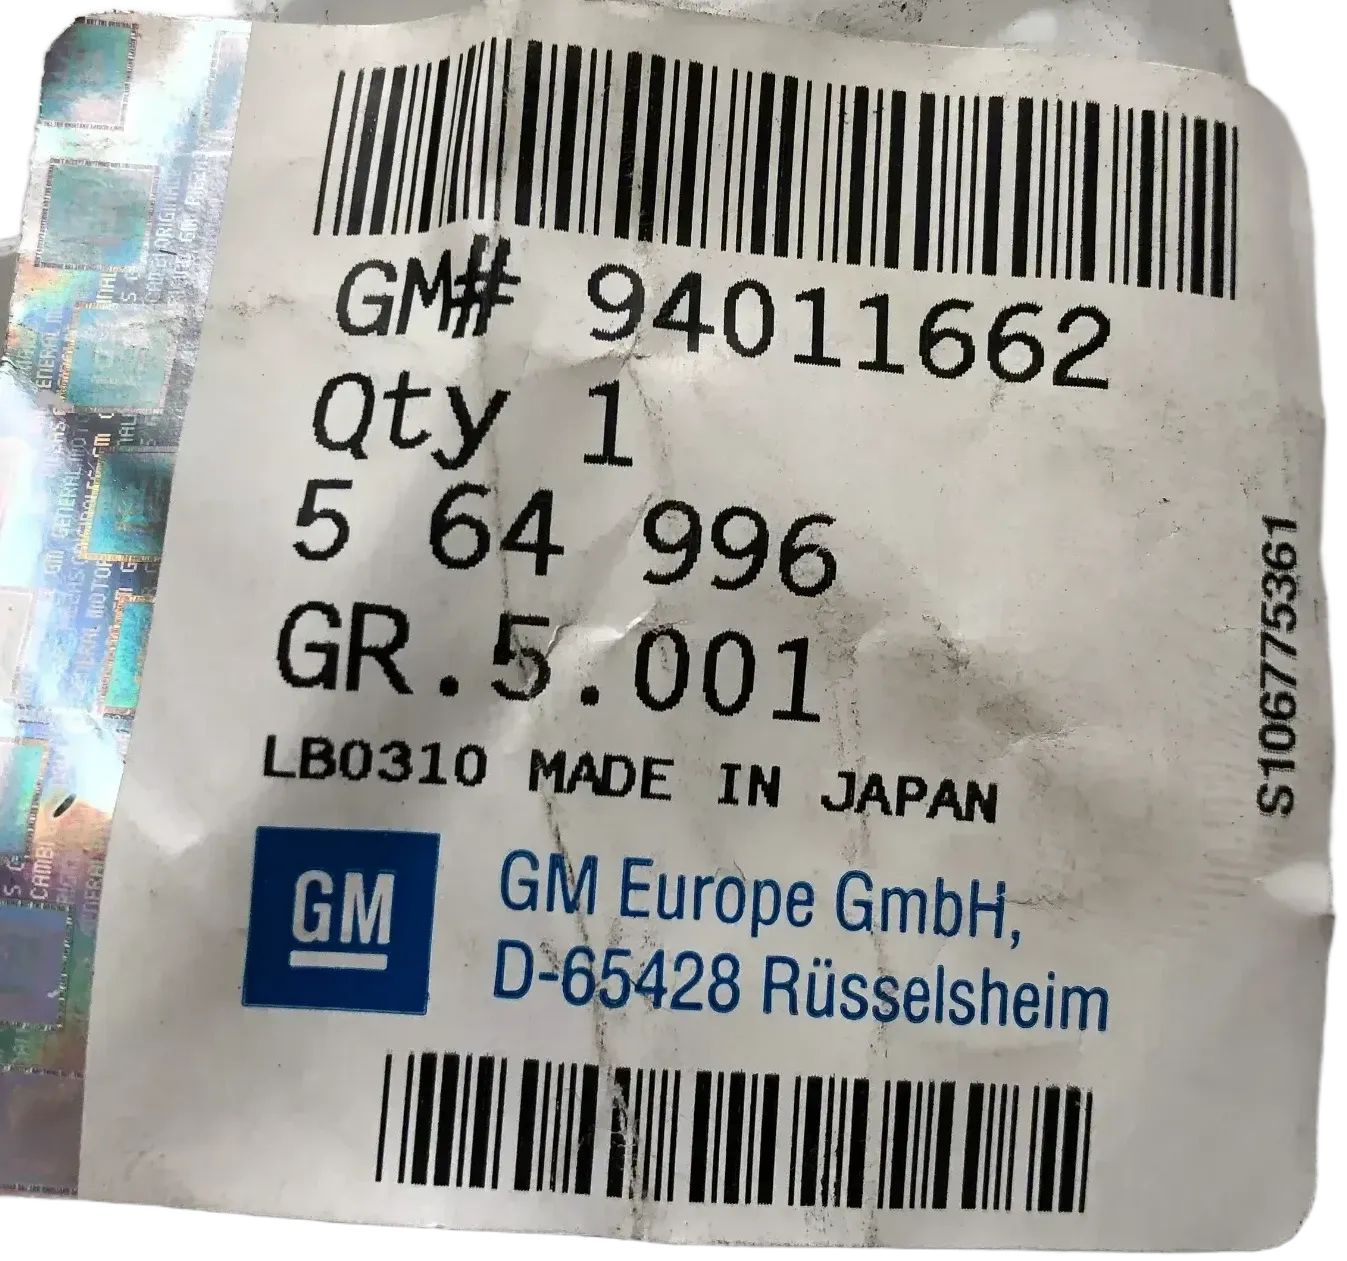 GM# 94011662
Qty 1
5 64 996
GR.5.001
LB0310 MADE IN JAPAN
GM
GM Europe GmbH,
D-65428 Rüsselsheim
S106775361